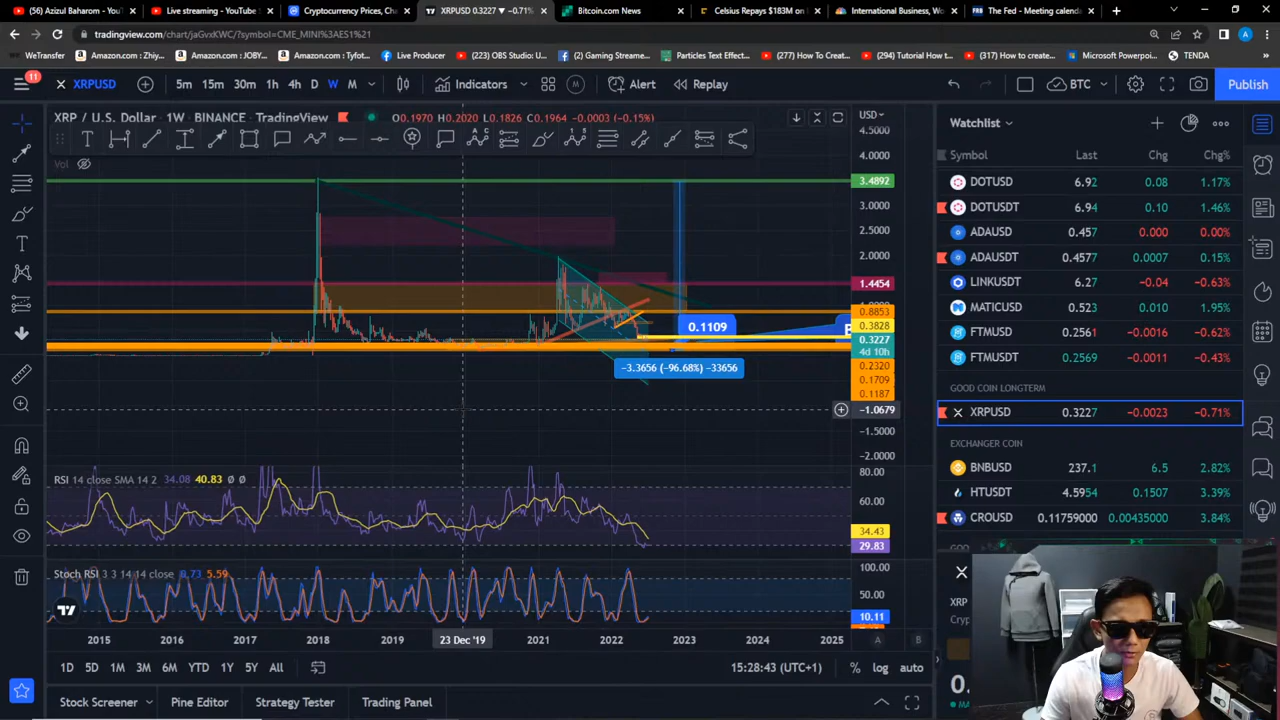 (8) Azizul Baharom - You
Live streaming - YouTube S
Cryptocurrency Prices, Cha
XRPUSD 0.3227 ▼ −0.71%
Bitcoin.com News
Celsius Repays $183M on
International Business, Wo
The Fed - Meeting calenda
tradingview.com/chart/jaGvxKWC/?symbol=CME_MINI%3AES1%21
WeTransfer
Amazon.com : Zhiy...
Amazon.com : JOBY...
Live Producer
(223) OBS Studio -...
(2) Gaming Streame...
Particles Text Effect...
(277) How To Creat...
(294) Tutorial How t...
(317) How to create...
Microsoft Powerpoi...
TENDA
11
XRPUSD
5m 15m 30m 1h 4h D W M
Indicators
Alert
Replay
BTC
Publish
XRP / U.S. Dollar · 1W · BINANCE · TradingView
O0.1970 H0.2020 L0.1826 C0.1964 −0.0003 (−0.15%)
Vol
USD
4.5000
4.0000
3.4892
3.0000
2.5000
2.0000
1.4454
0.8853
0.3828
0.3227
4d 10h
0.2320
0.1709
0.1187
−1.0679
−1.5000
−2.0000
0.1109
−3.3656 (−96.68%) −33656
RSI 14 close SMA 14 2 34.08 40.83 Ø Ø
80.00
60.00
34.43
29.83
Stoch RSI 3 3 14 14 close 8.73 5.59
100.00
50.00
10.11
2015 2016 2017 2018 2019 23 Dec '19 2021 2022 2023 2024 2025
A B
1D 5D 1M 3M 6M YTD 1Y 5Y All
15:28:43 (UTC+1)
% log auto
Stock Screener
Pine Editor
Strategy Tester
Trading Panel
Watchlist
Symbol Last Chg Chg%
DOTUSD 6.92 0.08 1.17%
DOTUSDT 6.94 0.10 1.46%
ADAUSD 0.457 0.000 0.00%
ADAUSDT 0.4577 0.0007 0.15%
LINKUSDT 6.27 −0.04 −0.63%
MATICUSD 0.523 0.010 1.95%
FTMUSD 0.2561 −0.0016 −0.62%
FTMUSDT 0.2569 −0.0011 −0.43%
GOOD COIN LONGTERM
XRPUSD 0.3227 −0.0023 −0.71%
EXCHANGER COIN
BNBUSD 237.1 6.5 2.82%
HTUSDT 4.5954 0.1507 3.39%
CROUSD 0.11759000 0.00435000 3.84%
XRP
0.